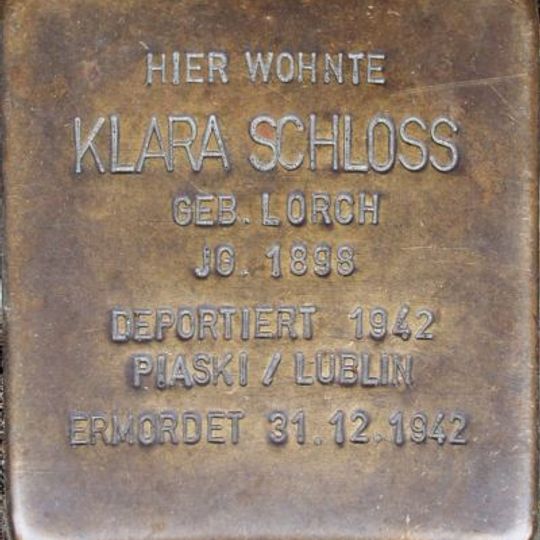 HIER WOHNTE
KLARA SCHLOSS
GEB. LORCH
JG. 1898
DEPORTIERT 1942
PIASKI / LUBLIN
ERMORDET 31.12.1942